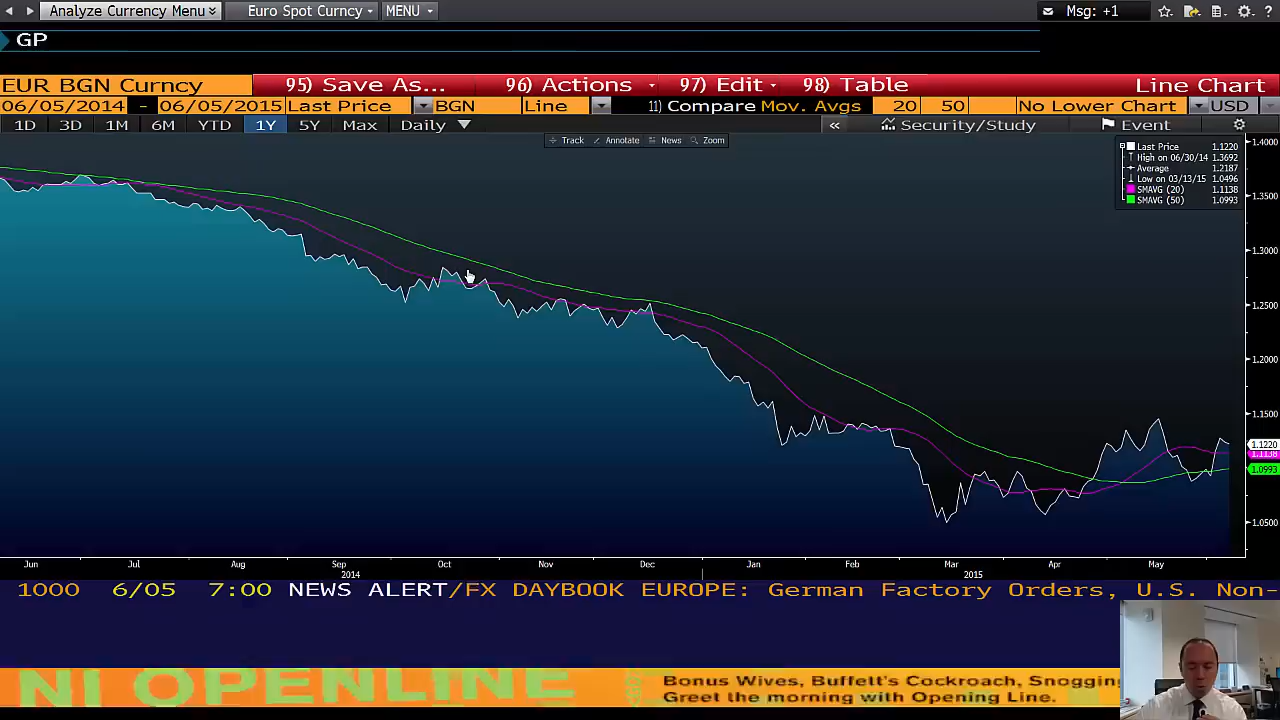 Analyze Currency Menu Euro Spot Curncy MENU Msg: +1 ?
GP
EUR BGN Curncy 95) Save As... 96) Actions 97) Edit 98) Table Line Chart
06/05/2014 - 06/05/2015 Last Price BGN Line 11) Compare Mov. Avgs 20 50 No Lower Chart USD
1D 3D 1M 6M YTD 1Y 5Y Max Daily « Security/Study Event
Track Annotate News Zoom
Last Price 1.1220
High on 06/30/14 1.3692
Average 1.2187
Low on 03/13/15 1.0496
SMAVG (20) 1.1138
SMAVG (50) 1.0993
1.4000
1.3500
1.3000
1.2500
1.2000
1.1500
1.1220
1.1138
1.0993
1.0500
Jun Jul Aug Sep Oct Nov Dec Jan Feb Mar Apr May
2014 2015
1000 6/05 7:00 NEWS ALERT/FX DAYBOOK EUROPE: German Factory Orders, U.S. Non-
NI OPENLINE
Bonus Wives, Buffett's Cockroach, Snogging
Greet the morning with Opening Line.